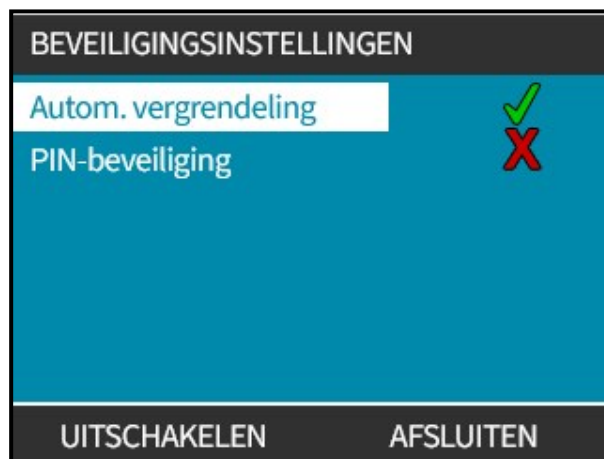 BEVEILIGINGSINSTELLINGEN
Autom. vergrendeling
PIN-beveiliging
UITSCHAKELEN AFSLUITEN